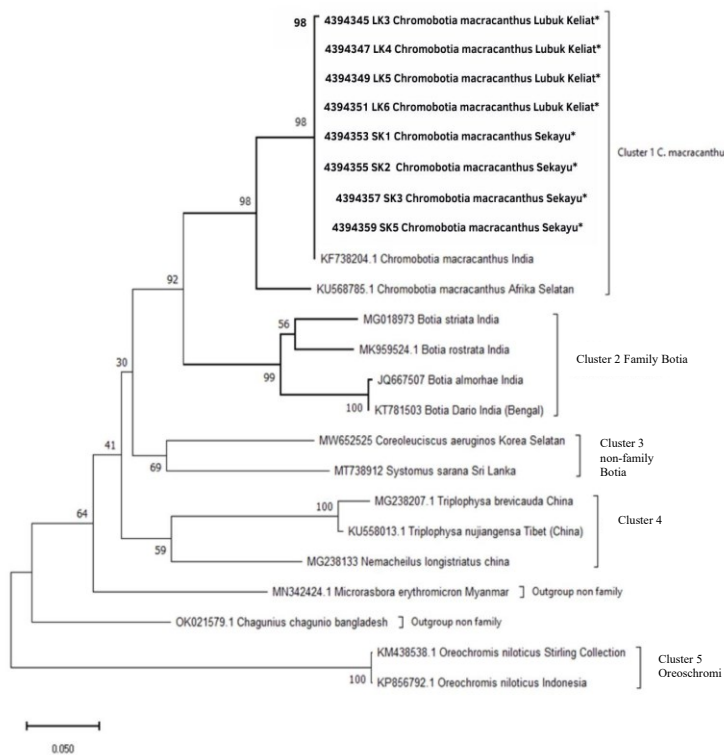 98
4394345 LK3 Chromobotia macracanthus Lubuk Keliat*
4394347 LK4 Chromobotia macracanthus Lubuk Keliat*
4394349 LK5 Chromobotia macracanthus Lubuk Keliat*
4394351 LK6 Chromobotia macracanthus Lubuk Keliat*
98
4394353 SK1 Chromobotia macracanthus Sekayu*
Cluster 1 C. macracanthu
4394355 SK2 Chromobotia macracanthus Sekayu*
4394357 SK3 Chromobotia macracanthus Sekayu*
98
4394359 SK5 Chromobotia macracanthus Sekayu*
KF738204.1 Chromobotia macracanthus India
92
KU568785.1 Chromobotia macracanthus Afrika Selatan
56
MG018973 Botia striata India
MK959524.1 Botia rostrata India
Cluster 2 Family Botia
30
99
JQ667507 Botia almorhae India
100
KT781503 Botia Dario India (Bengal)
41
MW652525 Coreoleuciscus aeruginos Korea Selatan
Cluster 3
non-family
Botia
69
MT738912 Systomus sarana Sri Lanka
100
MG238207.1 Triplophysa brevicauda China
64
Cluster 4
KU558013.1 Triplophysa nujiangensa Tibet (China)
59
MG238133 Nemacheilus longistriatus china
MN342424.1 Microrasbora erythromicron Myanmar
Outgroup non family
OK021579.1 Chagunius chagunio bangladesh
Outgroup non family
KM438538.1 Oreochromis niloticus Stirling Collection
Cluster 5
Oreoschromi
100
KP856792.1 Oreochromis niloticus Indonesia
0.050